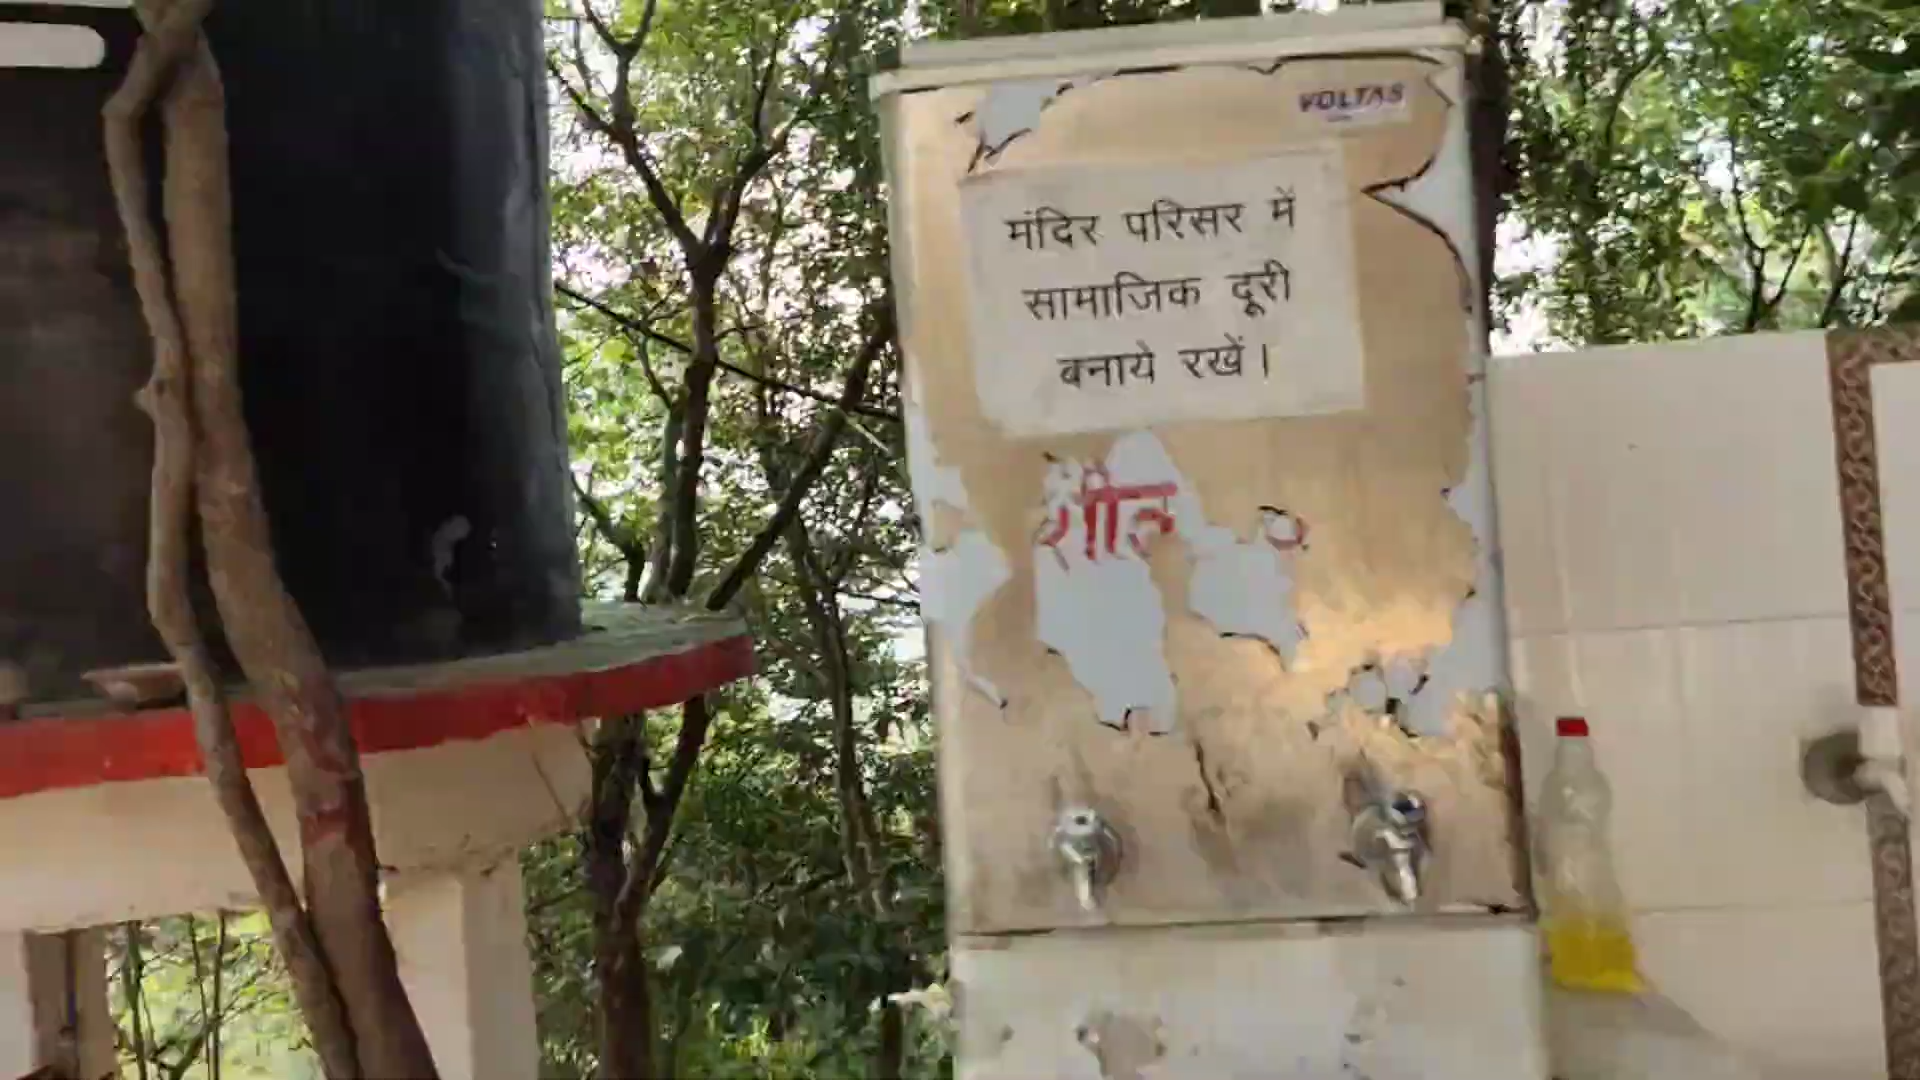 VOLTAS
मंदिर परिसर में
सामाजिक दूरी
बनाये रखें।
शीत